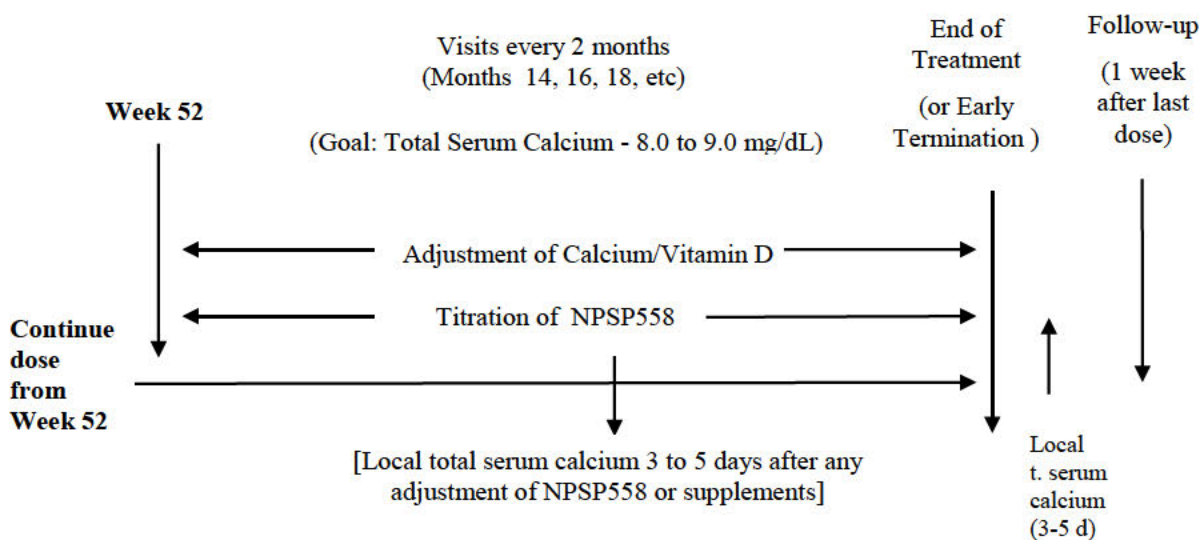 Visits every 2 months
(Months 14, 16, 18, etc)
(Goal: Total Serum Calcium - 8.0 to 9.0 mg/dL)
End of
Treatment
(or Early
Termination )
Follow-up
(1 week
after last
dose)
Week 52
Adjustment of Calcium/Vitamin D
Titration of NPSP558
Continue
dose
from
Week 52
[Local total serum calcium 3 to 5 days after any
adjustment of NPSP558 or supplements]
Local
t. serum
calcium
(3-5 d)